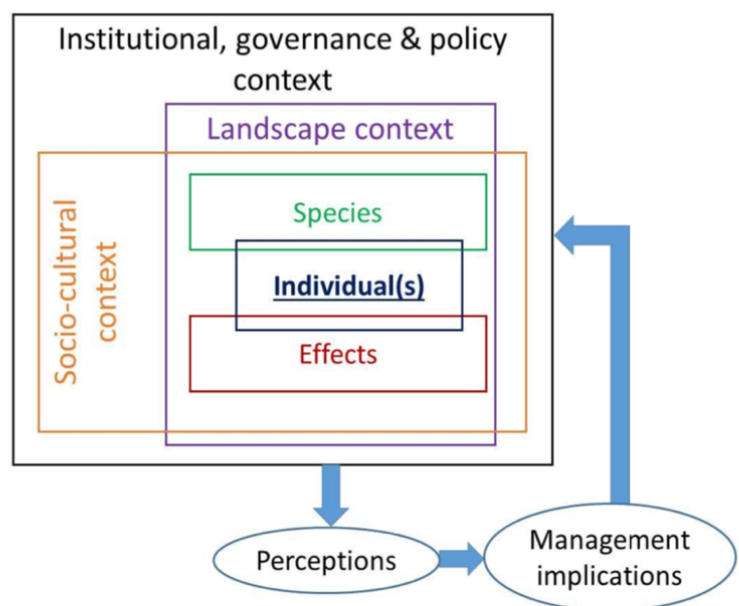 Institutional, governance & policy
context
Landscape context
Socio-cultural
context
Species
Individual(s)
Effects
Perceptions
Management
implications